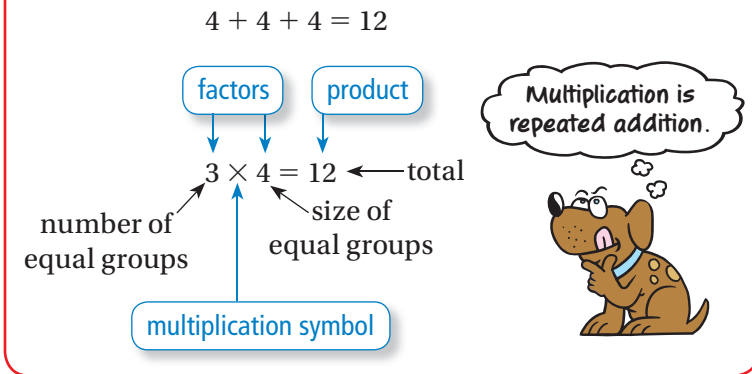 4 + 4 + 4 = 12
factors product
Multiplication is
repeated addition.
3 × 4 = 12 total
number of
equal groups
size of
equal groups
multiplication symbol